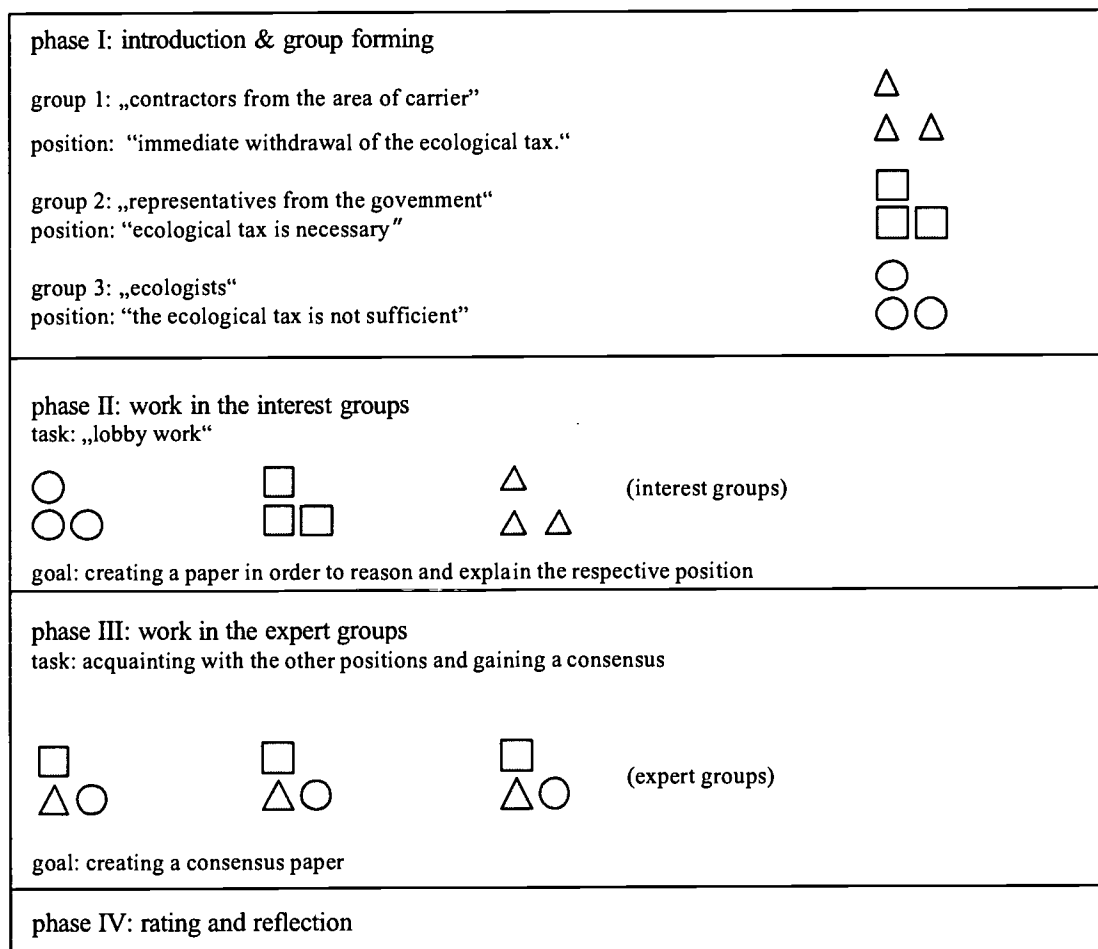 phase I: introduction & group forming
group 1: „contractors from the area of carrier”
position: “immediate withdrawal of the ecological tax.“
group 2: „representatives from the government“
position: “ecological tax is necessary”
group 3: „ecologists“
position: “the ecological tax is not sufficient”
phase II: work in the interest groups
task: „lobby work“
(interest groups)
goal: creating a paper in order to reason and explain the respective position
phase III: work in the expert groups
task: acquainting with the other positions and gaining a consensus
(expert groups)
goal: creating a consensus paper
phase IV: rating and reflection